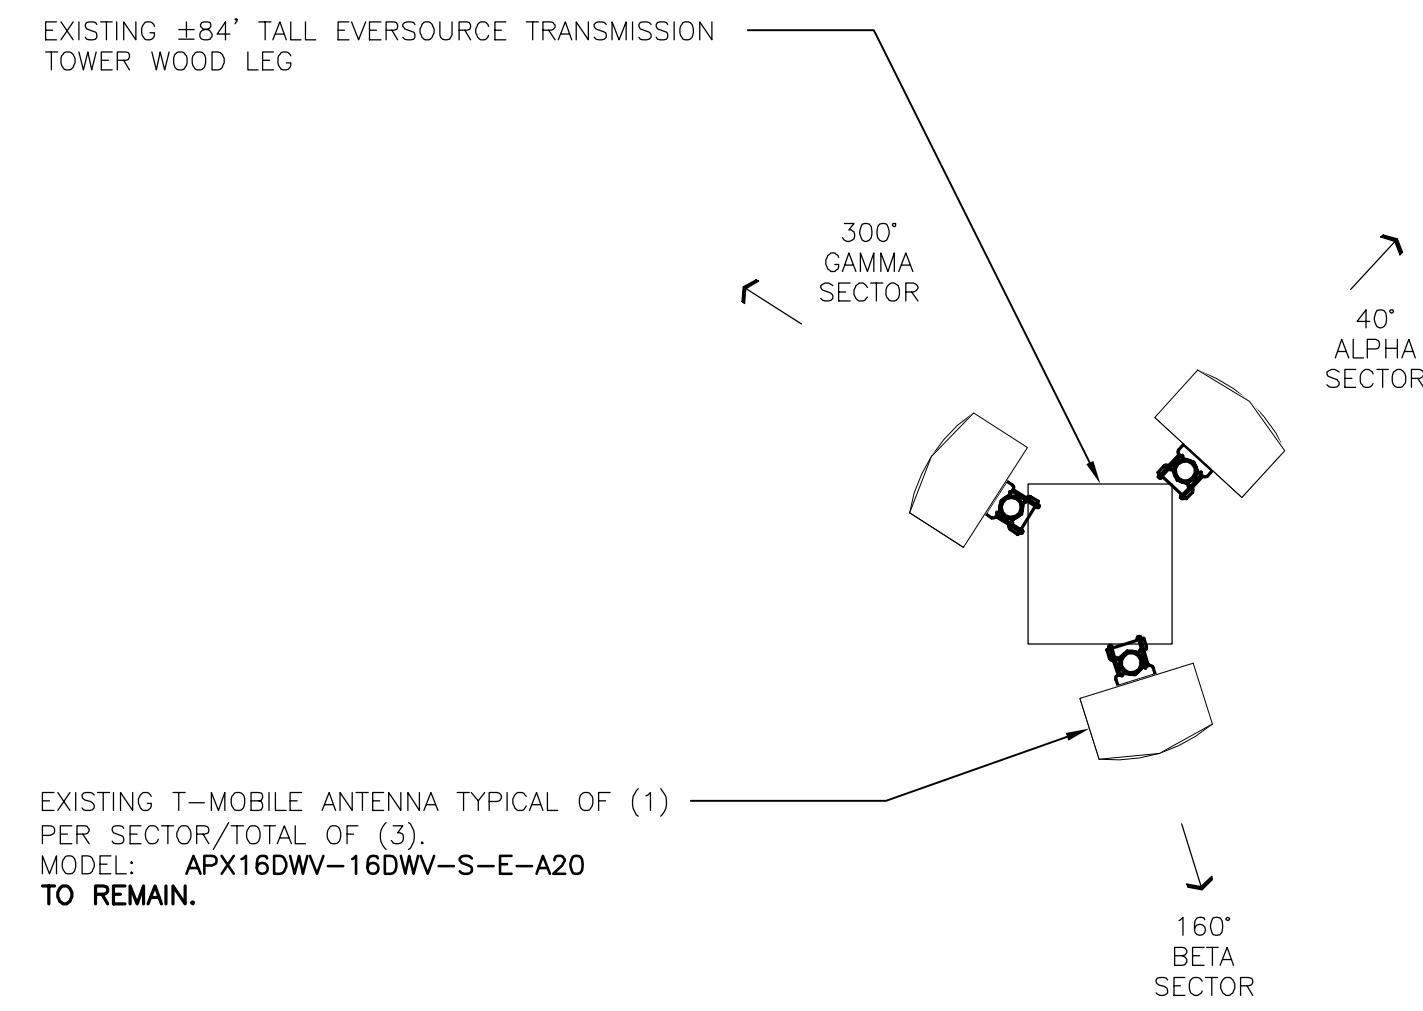 EXISTING ±84' TALL EVERSOURCE TRANSMISSION
TOWER WOOD LEG
300°
GAMMA
SECTOR
40°
ALPHA
SECTOR
EXISTING T-MOBILE ANTENNA TYPICAL OF (1)
PER SECTOR/TOTAL OF (3).
MODEL: APX16DWV-16DWV-S-E-A20
TO REMAIN.
160°
BETA
SECTOR